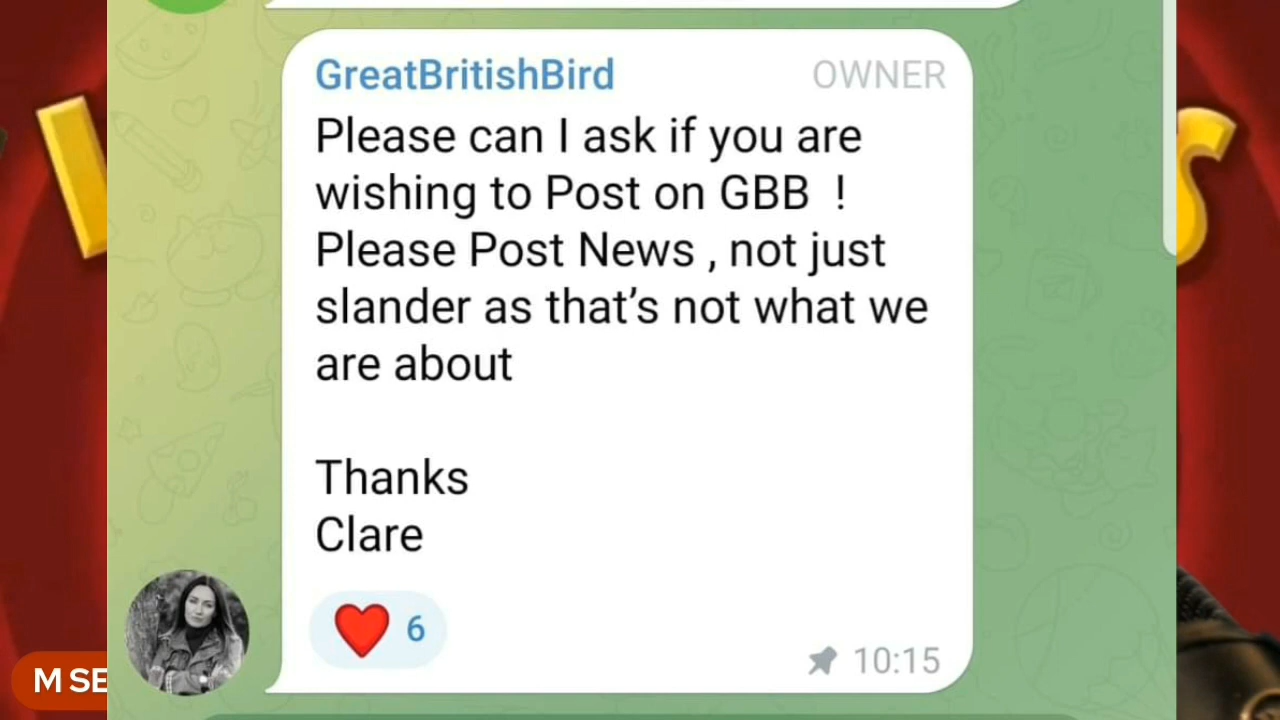 GreatBritishBird OWNER
Please can I ask if you are
wishing to Post on GBB  !
Please Post News , not just
slander as that’s not what we
are about
Thanks
Clare
❤️ 6
10:15
M SE